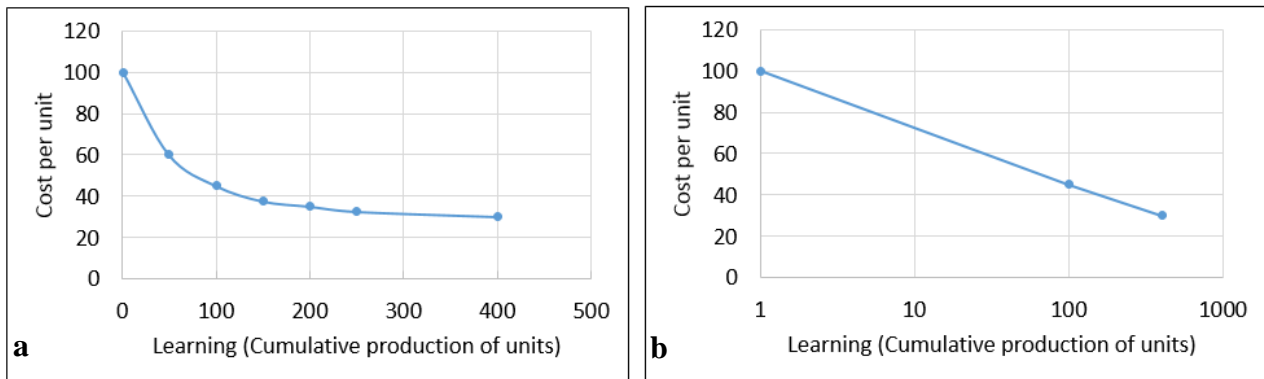 120
100
80
60
40
20
0
Cost per unit
0 100 200 300 400 500
Learning (Cumulative production of units)
a
120
100
80
60
40
20
0
Cost per unit
1 10 100 1000
Learning (Cumulative production of units)
b